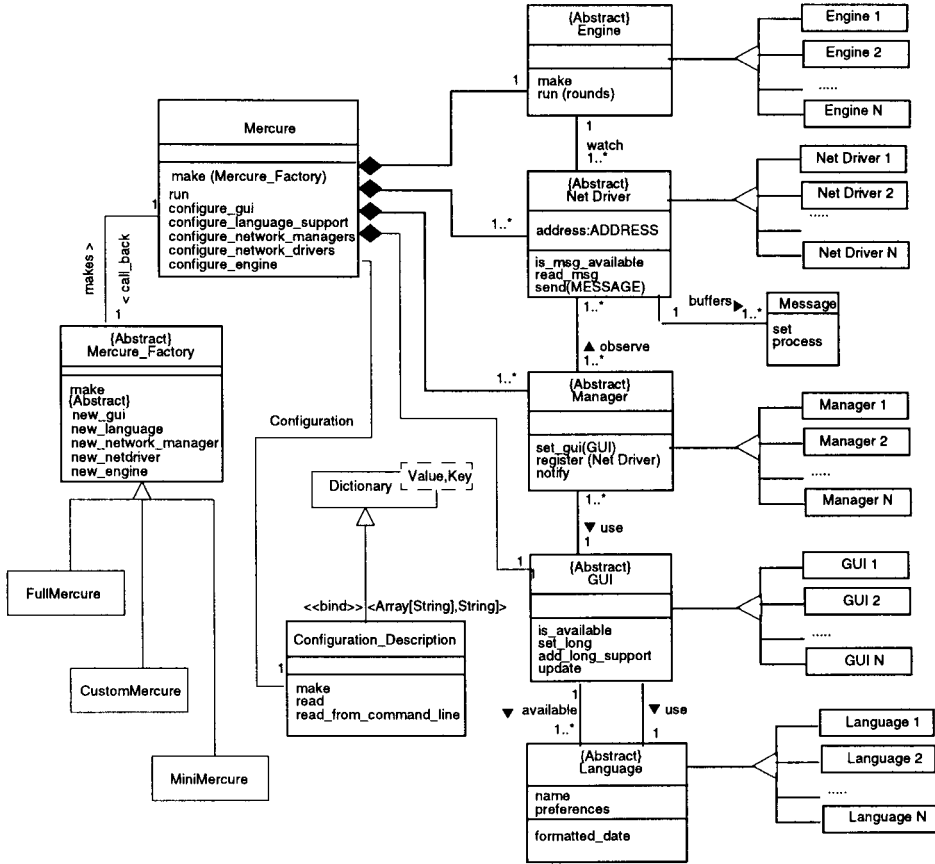 {Abstract}
Engine
make
run (rounds)
Engine 1
Engine 2
.....
Engine N
1
1
watch
1..*
Mercure
make (Mercure_Factory)
run
configure_gui
configure_language_support
configure_network_managers
configure_network_drivers
configure_engine
1
makes >
< call_back
1
{Abstract}
Net Driver
address:ADDRESS
is_msg_available
read_msg
send(MESSAGE)
1..*
Net Driver 1
Net Driver 2
.....
Net Driver N
1
buffers ▶
1..*
Message
set
process
1..*
▲ observe
1..*
{Abstract}
Mercure_Factory
make
{Abstract}
new_gui
new_language
new_network_manager
new_netdriver
new_engine
FullMercure
CustomMercure
MiniMercure
Configuration
1..*
{Abstract}
Manager
set_gui(GUI)
register (Net Driver)
notify
Manager 1
Manager 2
.....
Manager N
1..*
▼ use
1
Dictionary
Value,Key
<<bind>> <Array[String],String]>
Configuration_Description
make
read
read_from_command_line
1
1
1
{Abstract}
GUI
is_available
set_long
add_long_support
update
GUI 1
GUI 2
.....
GUI N
1
▼ available
1..*
▼ use
1
{Abstract}
Language
name
preferences
formatted_date
Language 1
Language 2
.....
Language N